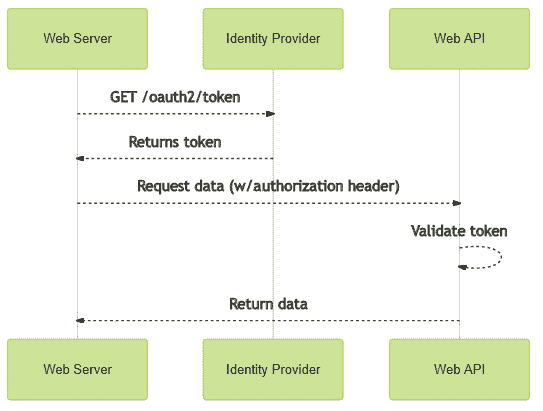 Web Server
Identity Provider
Web API
GET /oauth2/token
Returns token
Request data (w/authorization header)
Validate token
Return data
Web Server
Identity Provider
Web API